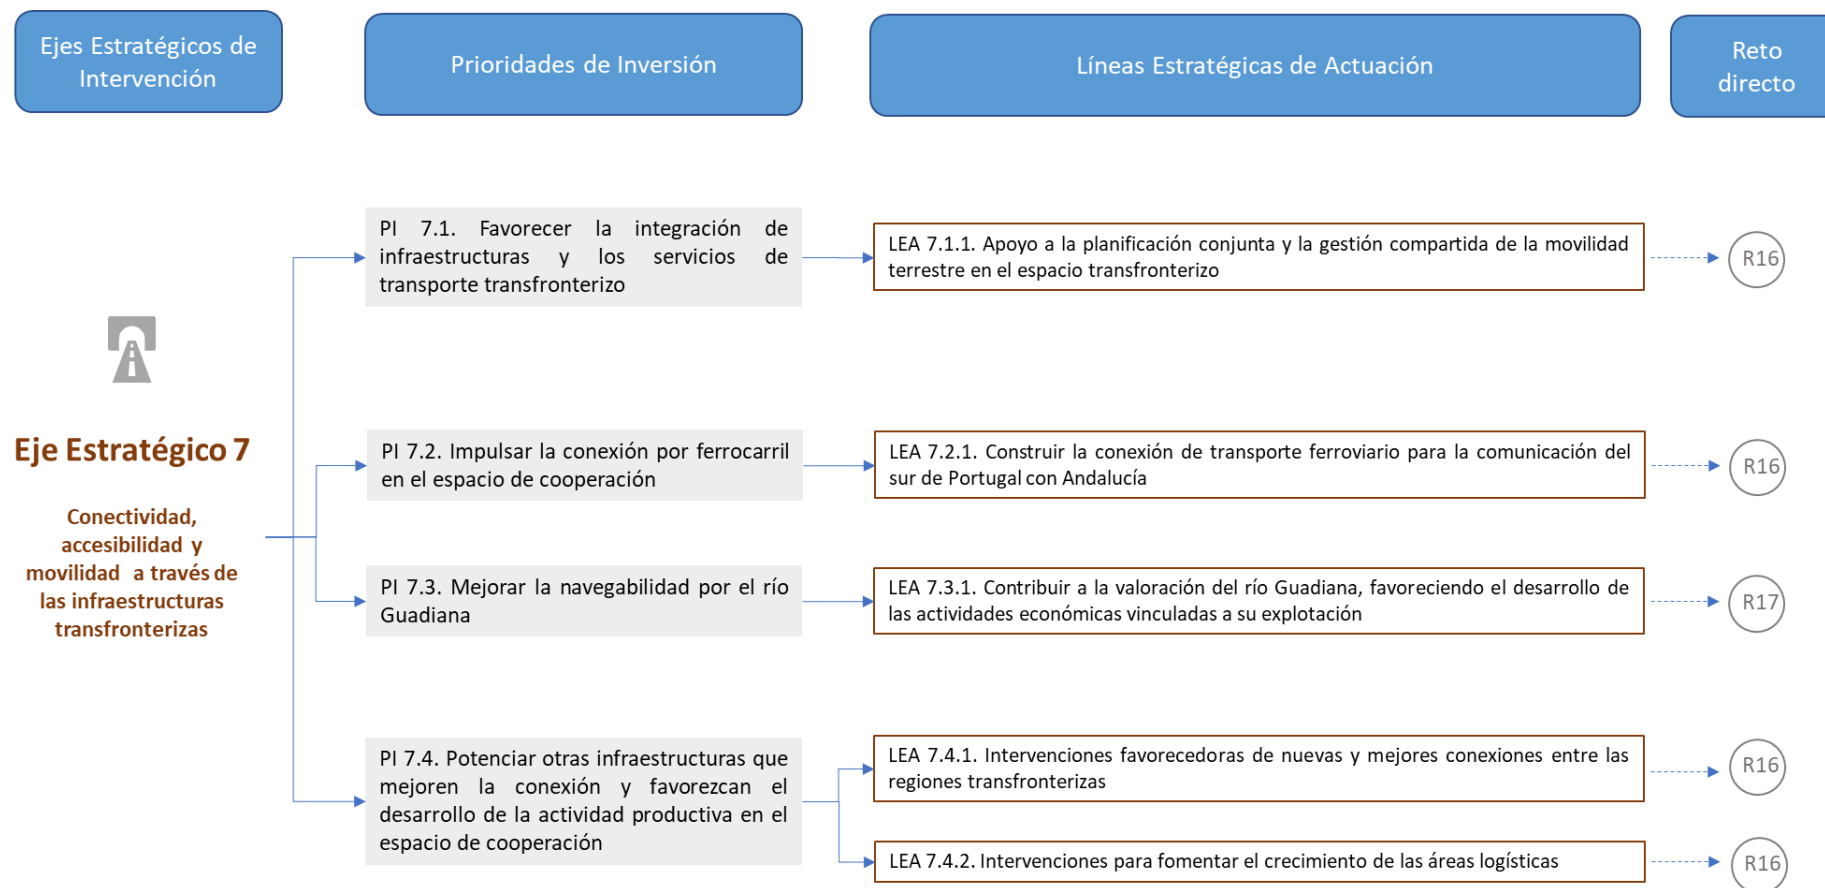 Ejes Estratégicos de
Intervención
Prioridades de Inversión
Líneas Estratégicas de Actuación
Reto
directo
Eje Estratégico 7
Conectividad,
accesibilidad y
movilidad a través de
las infraestructuras
transfronterizas
PI 7.1. Favorecer la integración de
infraestructuras y los servicios de
transporte transfronterizo
LEA 7.1.1. Apoyo a la planificación conjunta y la gestión compartida de la movilidad
terrestre en el espacio transfronterizo
R16
PI 7.2. Impulsar la conexión por ferrocarril
en el espacio de cooperación
LEA 7.2.1. Construir la conexión de transporte ferroviario para la comunicación del
sur de Portugal con Andalucía
R16
PI 7.3. Mejorar la navegabilidad por el río
Guadiana
LEA 7.3.1. Contribuir a la valoración del río Guadiana, favoreciendo el desarrollo de
las actividades económicas vinculadas a su explotación
R17
PI 7.4. Potenciar otras infraestructuras que
mejoren la conexión y favorezcan el
desarrollo de la actividad productiva en el
espacio de cooperación
LEA 7.4.1. Intervenciones favorecedoras de nuevas y mejores conexiones entre las
regiones transfronterizas
R16
LEA 7.4.2. Intervenciones para fomentar el crecimiento de las áreas logísticas
R16